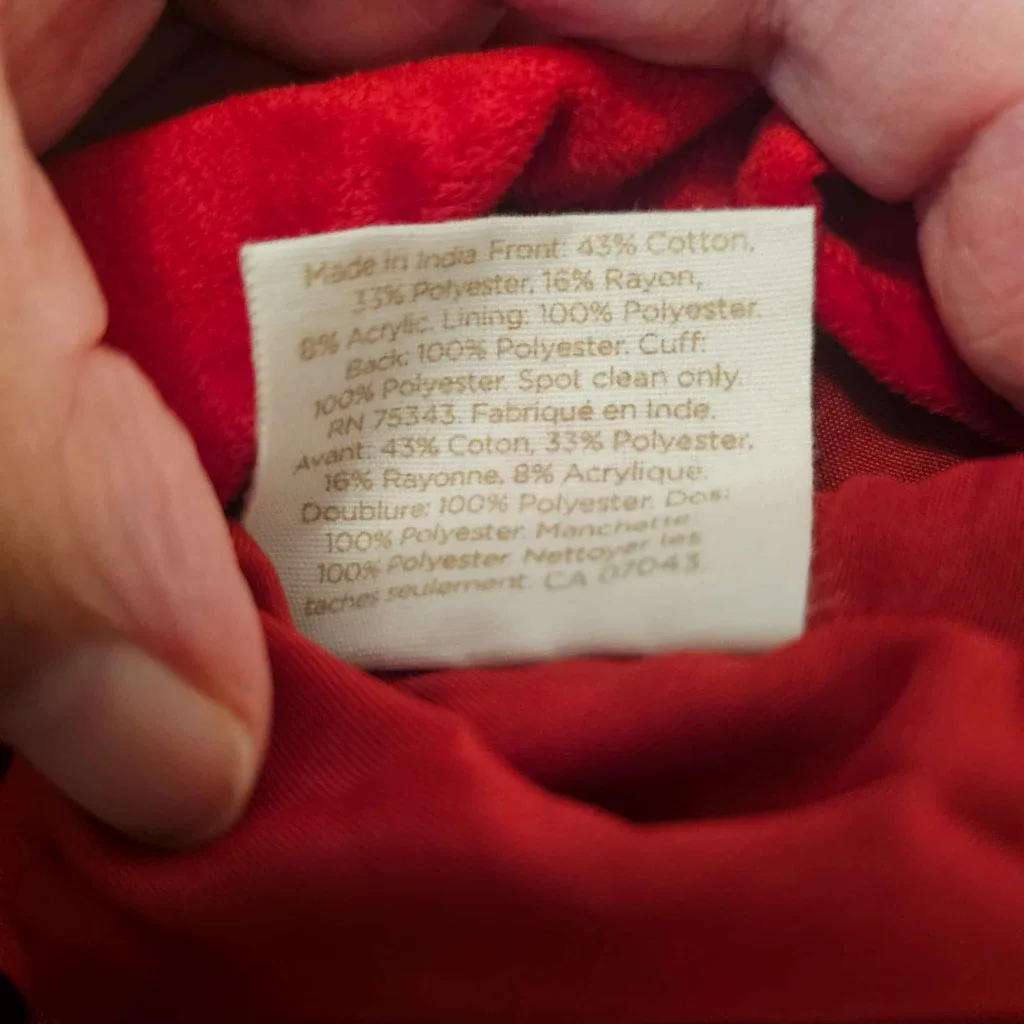 Made in India Front: 43% Cotton,
33% Polyester, 16% Rayon,
8% Acrylic. Lining: 100% Polyester.
Back: 100% Polyester. Cuff:
100% Polyester. Spot clean only.
RN 75343. Fabriqué en Inde.
Avant: 43% Coton, 33% Polyester,
16% Rayonne, 8% Acrylique.
Doublure: 100% Polyester. Dos:
100% Polyester. Manchette
100% Polyester Nettoyer les
taches seulement. CA 07043.